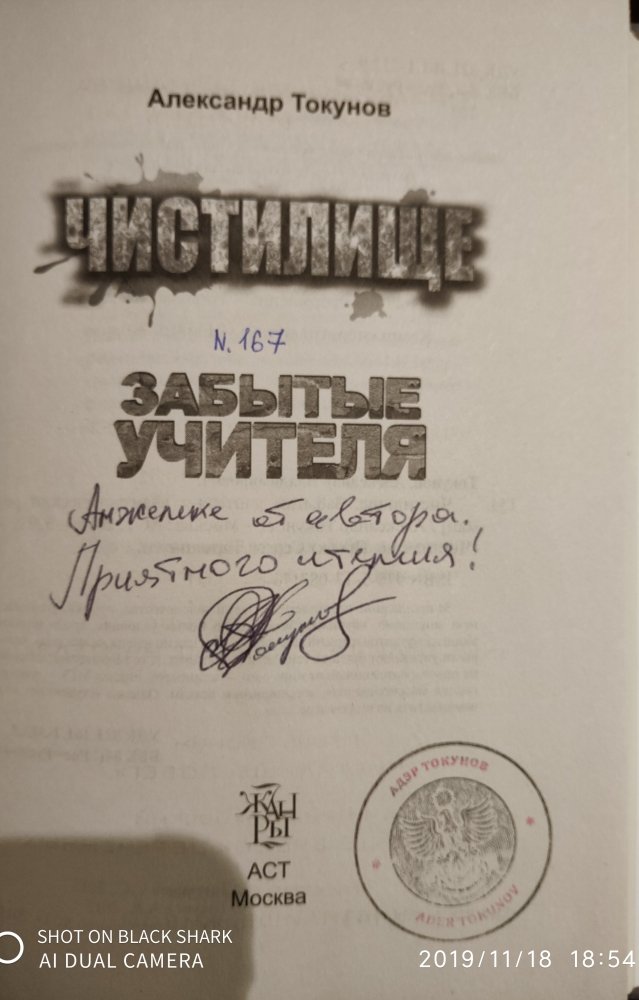 Александр Токунов
ЧИСТИЛИЩЕ
N. 167
ЗАБЫТЫЕ
УЧИТЕЛЯ
Анжелике от автора.
Приятного чтения!
Токунов
ЖАН
РЫ
АСТ
Москва
АДЭР ТОКУНОВ
ADER TOKUNOV
SHOT ON BLACK SHARK
AI DUAL CAMERA
2019/11/18 18:54